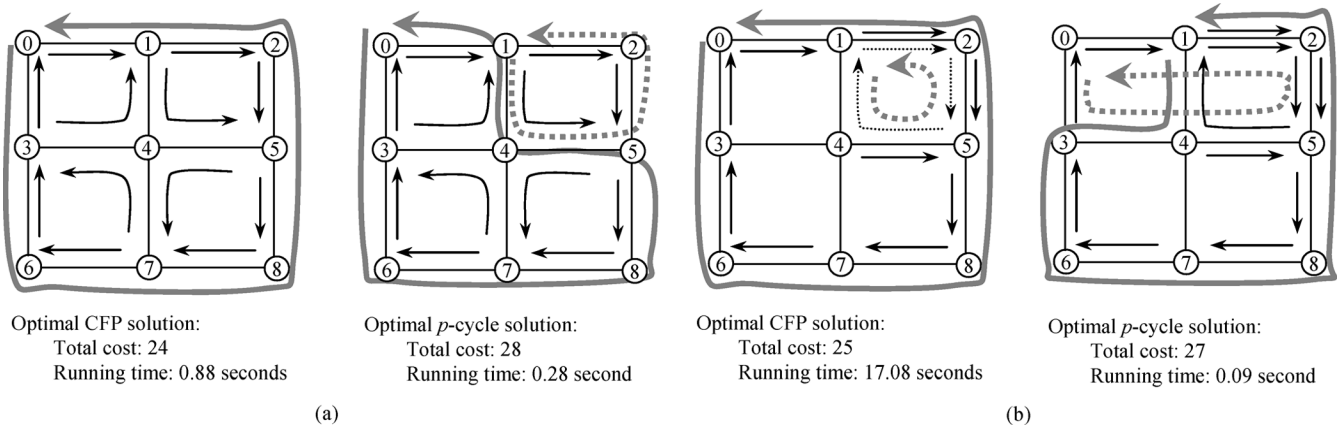 0 1 2 0 1 2 0 1 2 0 1 2
3 4 5 3 4 5 3 4 5 3 4 5
6 7 8 6 7 8 6 7 8 6 7 8
Optimal CFP solution:
Total cost: 24
Running time: 0.88 seconds
Optimal p-cycle solution:
Total cost: 28
Running time: 0.28 second
(a)
Optimal CFP solution:
Total cost: 25
Running time: 17.08 seconds
Optimal p-cycle solution:
Total cost: 27
Running time: 0.09 second
(b)